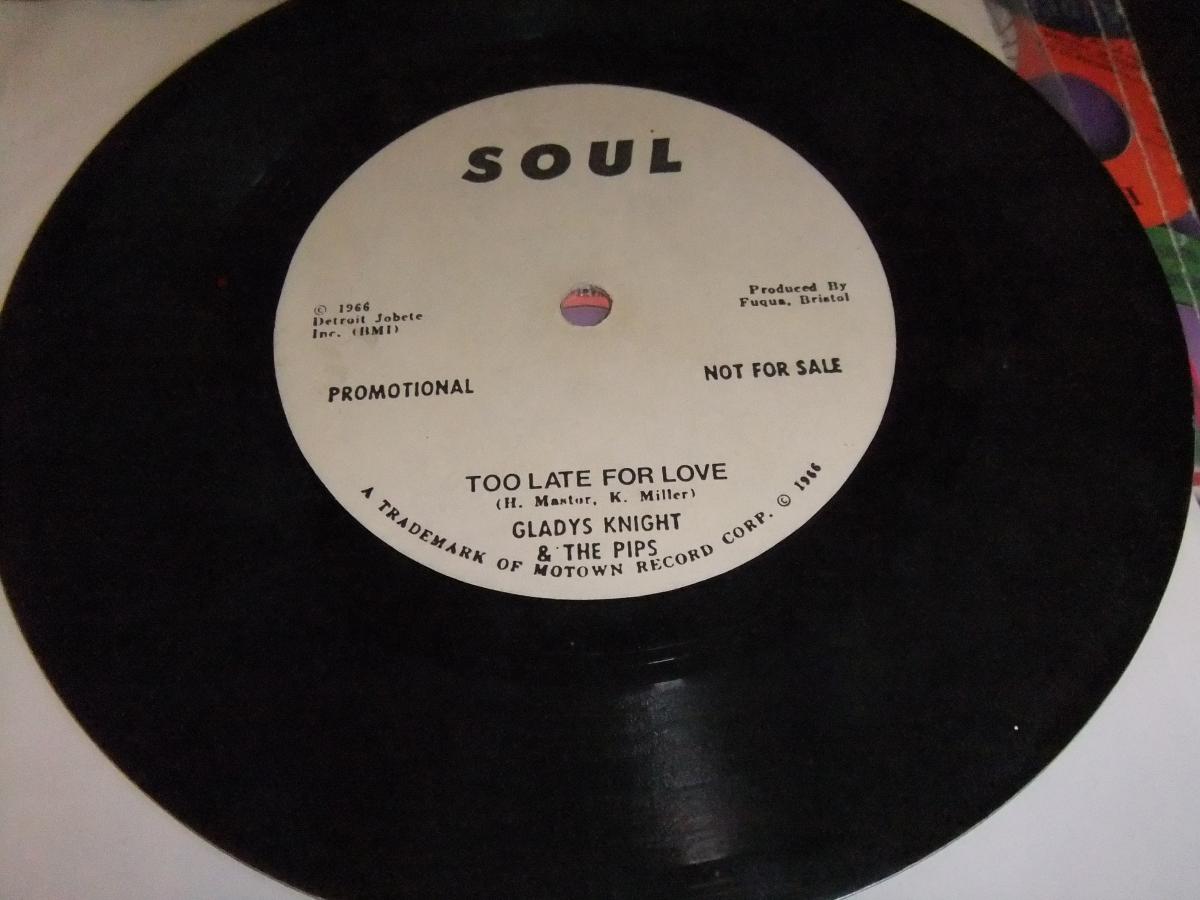 SOUL
© 1966
Detroit Jobete
Inc. (BMI)
Produced By
Fuqua, Bristol
PROMOTIONAL
NOT FOR SALE
TOO LATE FOR LOVE
(H. Mastor, K. Miller)
GLADYS KNIGHT
& THE PIPS
A TRADEMARK OF MOTOWN RECORD CORP. © 1966